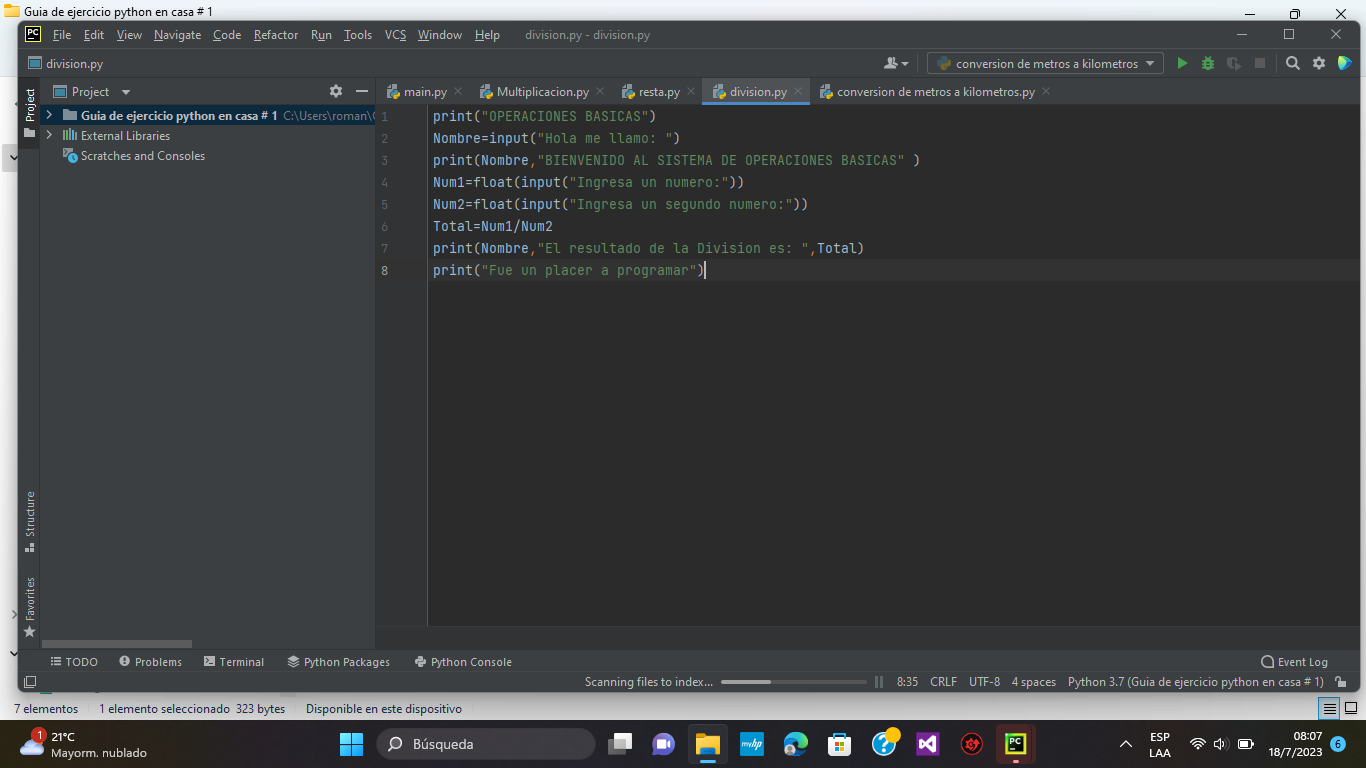 Guia de ejercicio python en casa # 1
PC File Edit View Navigate Code Refactor Run Tools VCS Window Help division.py - division.py
division.py
conversion de metros a kilometros
Project
Project
main.py Multiplicacion.py resta.py division.py conversion de metros a kilometros.py
Guia de ejercicio python en casa # 1 C:\Users\roman\
External Libraries
Scratches and Consoles
1 print("OPERACIONES BASICAS")
2 Nombre=input("Hola me llamo: ")
3 print(Nombre,"BIENVENIDO AL SISTEMA DE OPERACIONES BASICAS" )
4 Num1=float(input("Ingresa un numero:"))
5 Num2=float(input("Ingresa un segundo numero:"))
6 Total=Num1/Num2
7 print(Nombre,"El resultado de la Division es: ",Total)
8 print("Fue un placer a programar")
Structure
Favorites
TODO Problems Terminal Python Packages Python Console Event Log
Scanning files to index... 8:35 CRLF UTF-8 4 spaces Python 3.7 (Guia de ejercicio python en casa # 1)
7 elementos 1 elemento seleccionado 323 bytes Disponible en este dispositivo
1 21°C
Mayorm. nublado
Búsqueda
myhp
PC
ESP
LAA
08:07
18/7/2023
6